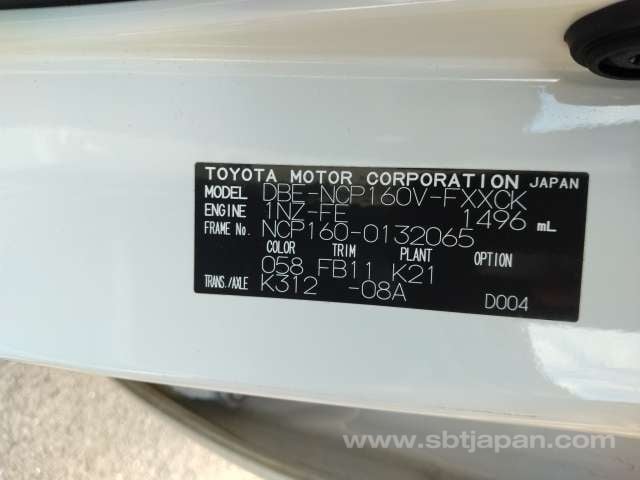 TOYOTA MOTOR CORPORATION JAPAN
MODEL DBE-NCP160V-FXXCK
ENGINE 1NZ-FE 1496 mL
FRAME No. NCP160-0132065
COLOR TRIM PLANT OPTION
058 FB11 K21
TRANS./AXLE K312 -08A
D004
www.sbtjapan.com